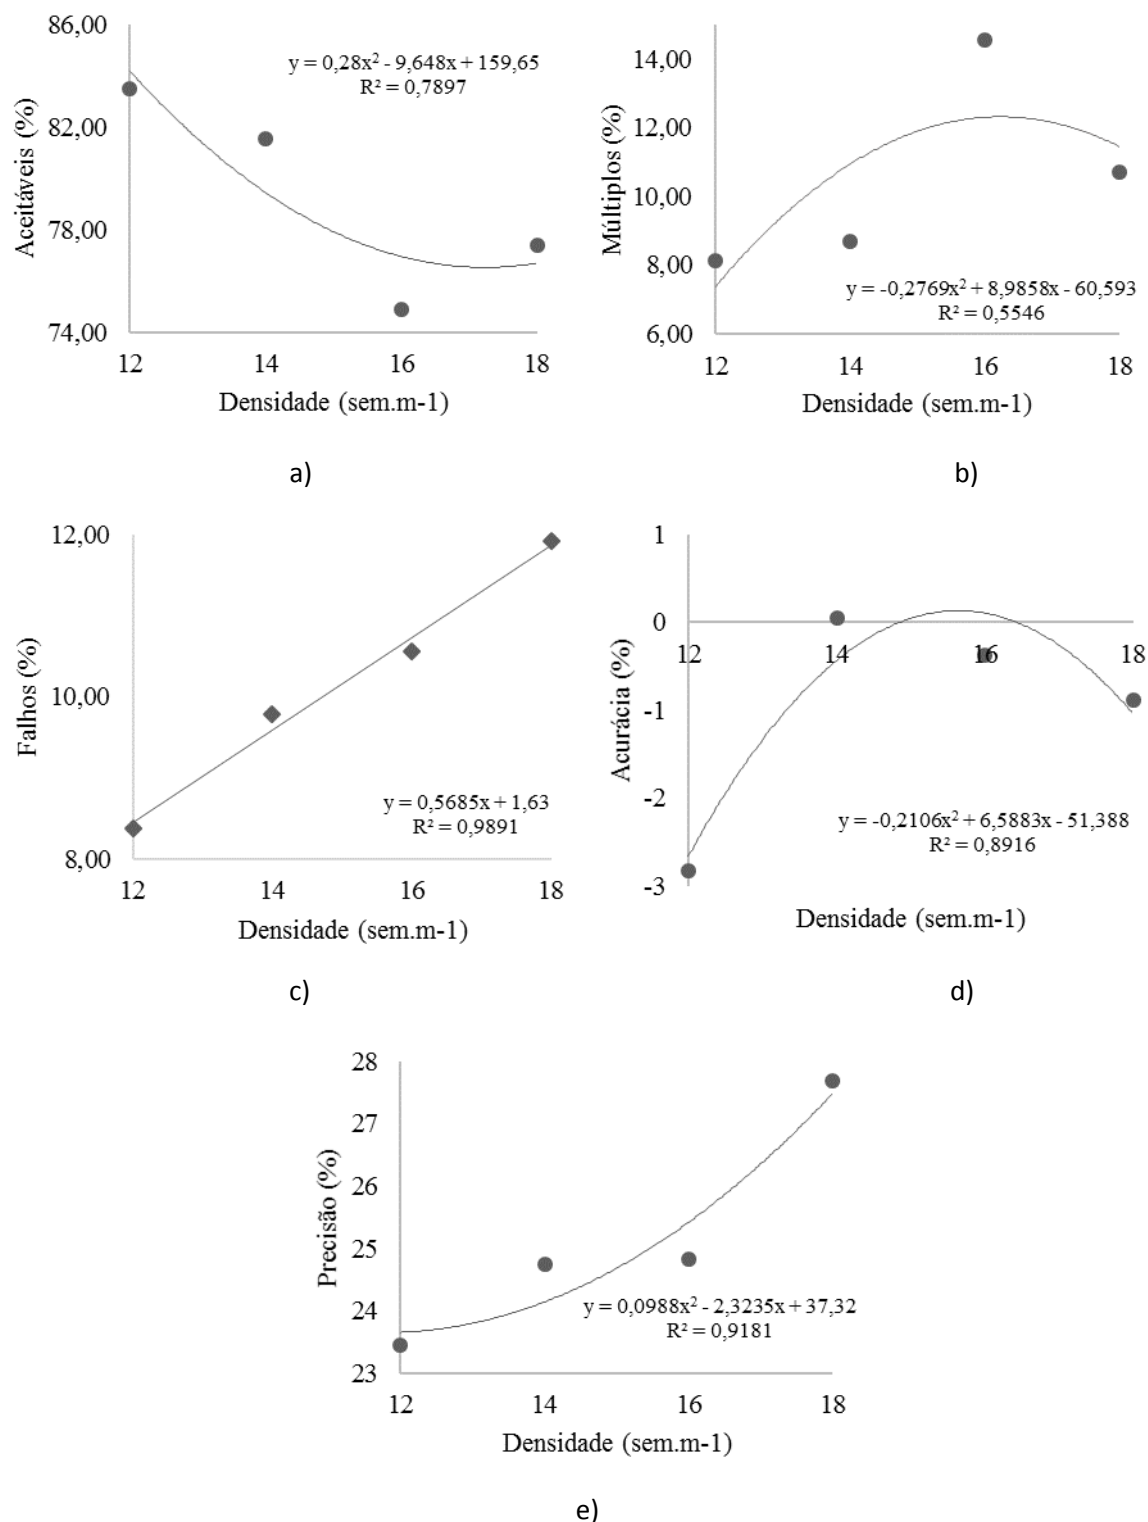 86,00
82,00
78,00
74,00
Aceitáveis (%)
y = 0,28x² - 9,648x + 159,65
R² = 0,7897
12 14 16 18
Densidade (sem.m-1)
a)
14,00
12,00
10,00
8,00
6,00
Múltiplos (%)
y = -0,2769x² + 8,9858x - 60,593
R² = 0,5546
12 14 16 18
Densidade (sem.m-1)
b)
12,00
10,00
8,00
Falhos (%)
y = 0,5685x + 1,63
R² = 0,9891
12 14 16 18
Densidade (sem.m-1)
c)
1
0
-1
-2
-3
Acurácia (%)
12 14 16 18
y = -0,2106x² + 6,5883x - 51,388
R² = 0,8916
Densidade (sem.m-1)
d)
28
27
26
25
24
23
Precisão (%)
y = 0,0988x² - 2,3235x + 37,32
R² = 0,9181
12 14 16 18
Densidade (sem.m-1)
e)